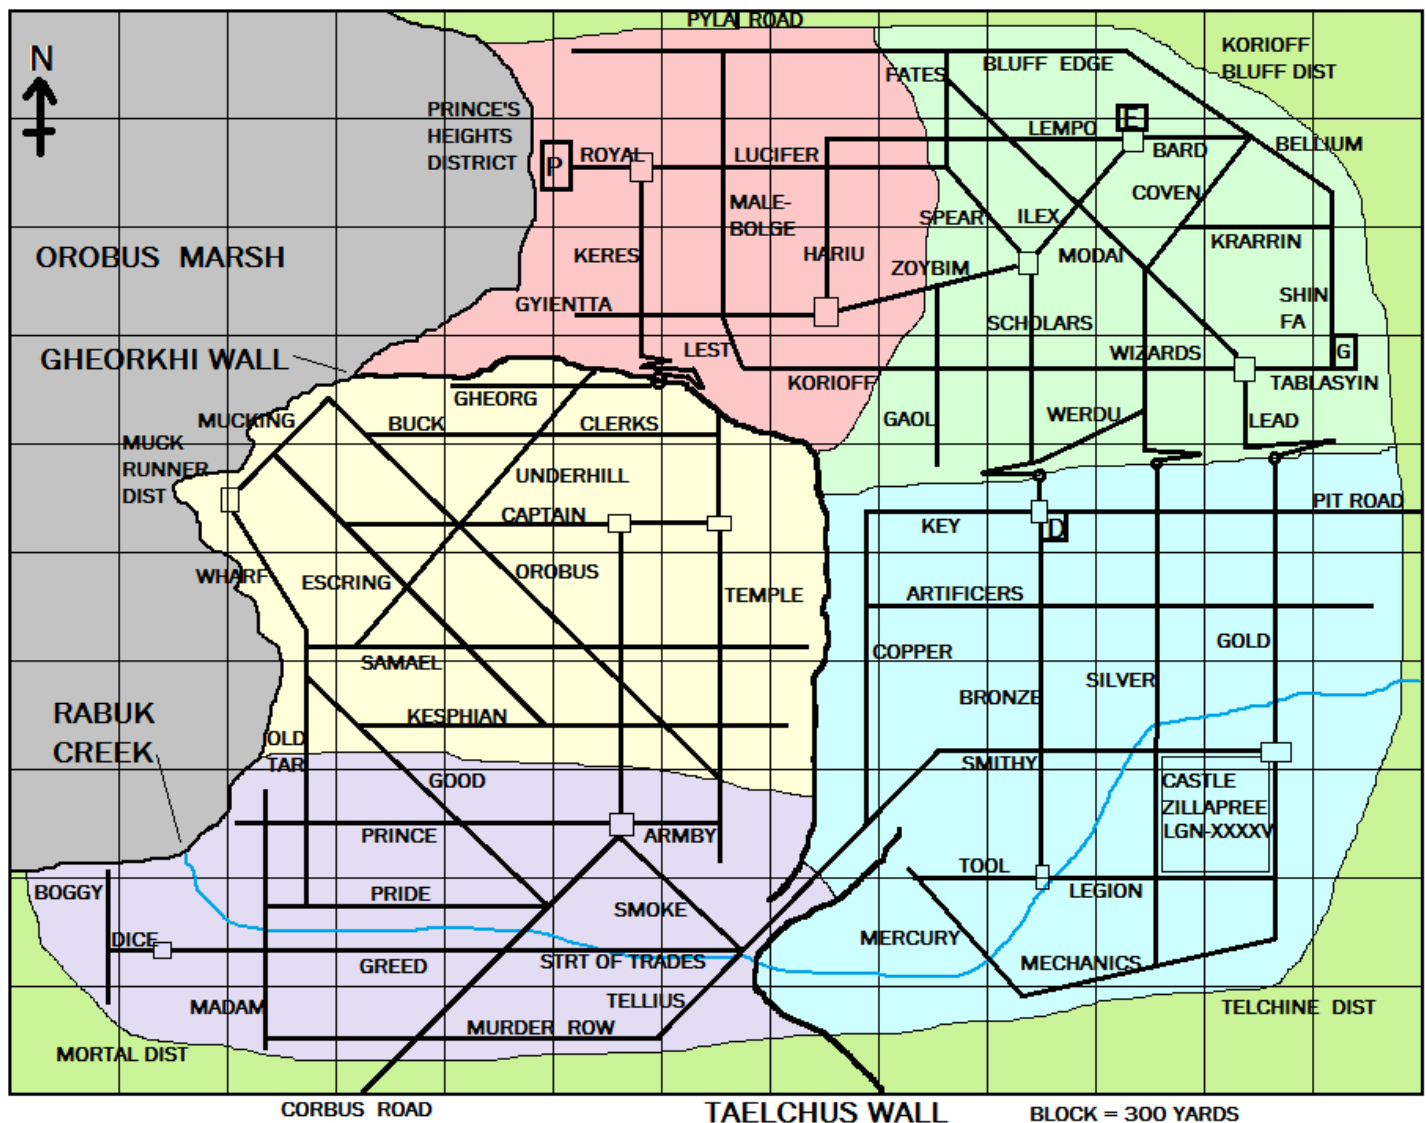 PYLAI ROAD
N
KORIOFF
BLUFF DIST
BLUFF EDGE
FATES
PRINCE'S
HEIGHTS
DISTRICT
LEMPO
E
BARD
BELLIUM
P
ROYAL
LUCIFER
COVEN
MALE-
BOLGE
SPEAR
ILEX
KRARRIN
OROBUS MARSH
KERES
HARIU
ZOYBIM
MODAI
GYIENTTA
SHIN
FA
SCHOLARS
GHEORKHI WALL
LEST
WIZARDS
G
KORIOFF
TABLASYIN
GHEORG
MUCKING
BUCK
CLERKS
GAOL
WERDU
LEAD
MUCK
RUNNER
DIST
UNDERHILL
CAPTAIN
PIT ROAD
KEY
D
WHARF
ESCRING
OROBUS
TEMPLE
ARTIFICERS
SAMAEL
COPPER
GOLD
BRONZE
SILVER
RABUK
CREEK
KESPHIAN
OLD
TAR
GOOD
SMITHY
CASTLE
ZILLAPREE
LGN-XXXXV
PRINCE
ARMBY
BOGGY
PRIDE
TOOL
LEGION
SMOKE
DICE
GREED
STRT OF TRADES
MERCURY
MECHANICS
MADAM
TELLIUS
TELCHINE DIST
MURDER ROW
MORTAL DIST
CORBUS ROAD
TAELCHUS WALL
BLOCK = 300 YARDS